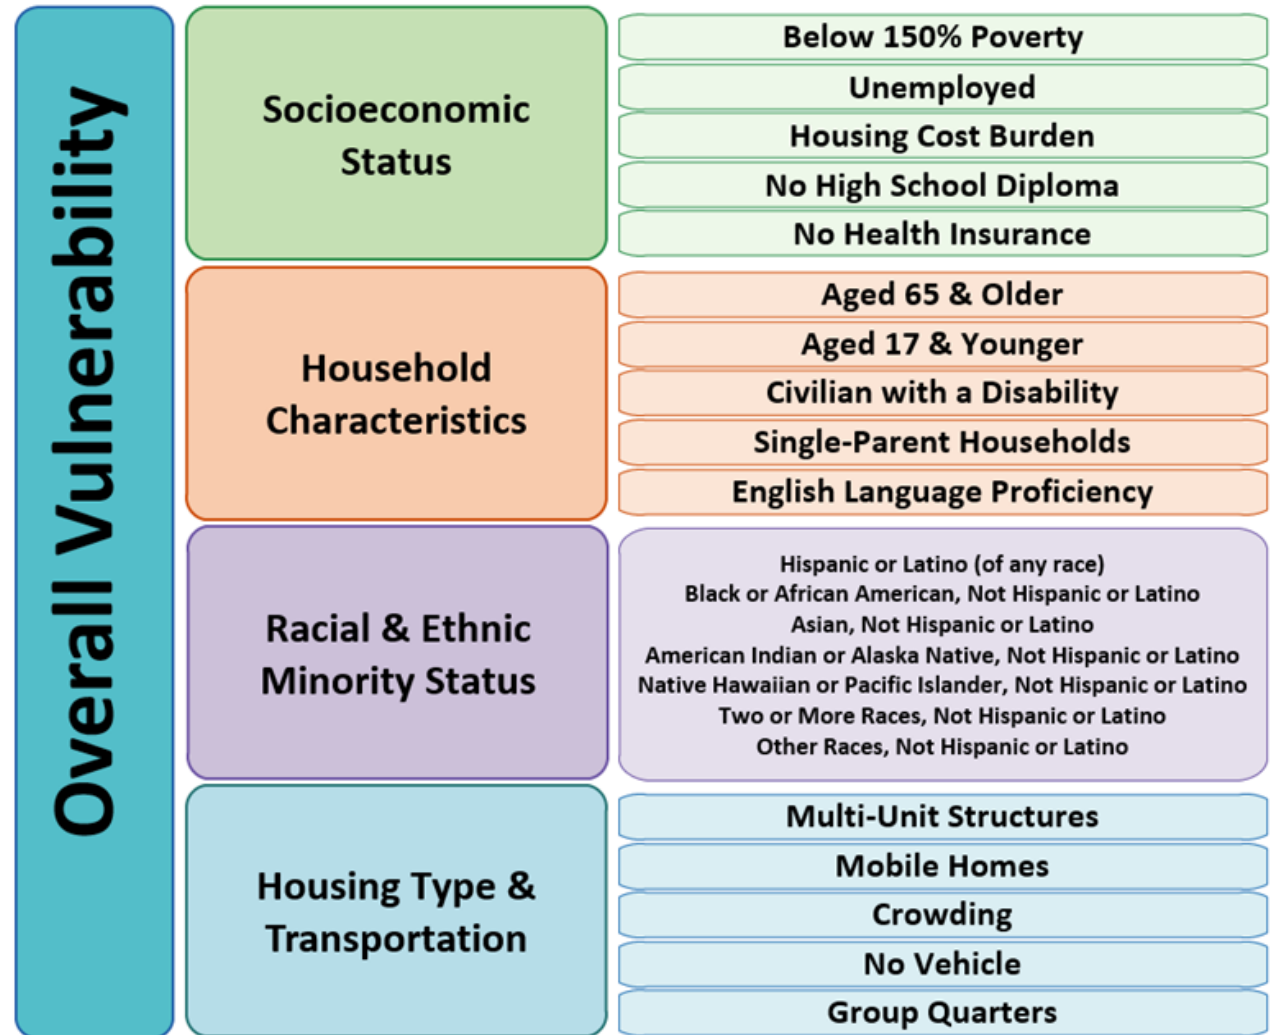 Overall Vulnerability
Socioeconomic
Status
Below 150% Poverty
Unemployed
Housing Cost Burden
No High School Diploma
No Health Insurance
Household
Characteristics
Aged 65 & Older
Aged 17 & Younger
Civilian with a Disability
Single-Parent Households
English Language Proficiency
Racial & Ethnic
Minority Status
Hispanic or Latino (of any race)
Black or African American, Not Hispanic or Latino
Asian, Not Hispanic or Latino
American Indian or Alaska Native, Not Hispanic or Latino
Native Hawaiian or Pacific Islander, Not Hispanic or Latino
Two or More Races, Not Hispanic or Latino
Other Races, Not Hispanic or Latino
Housing Type &
Transportation
Multi-Unit Structures
Mobile Homes
Crowding
No Vehicle
Group Quarters